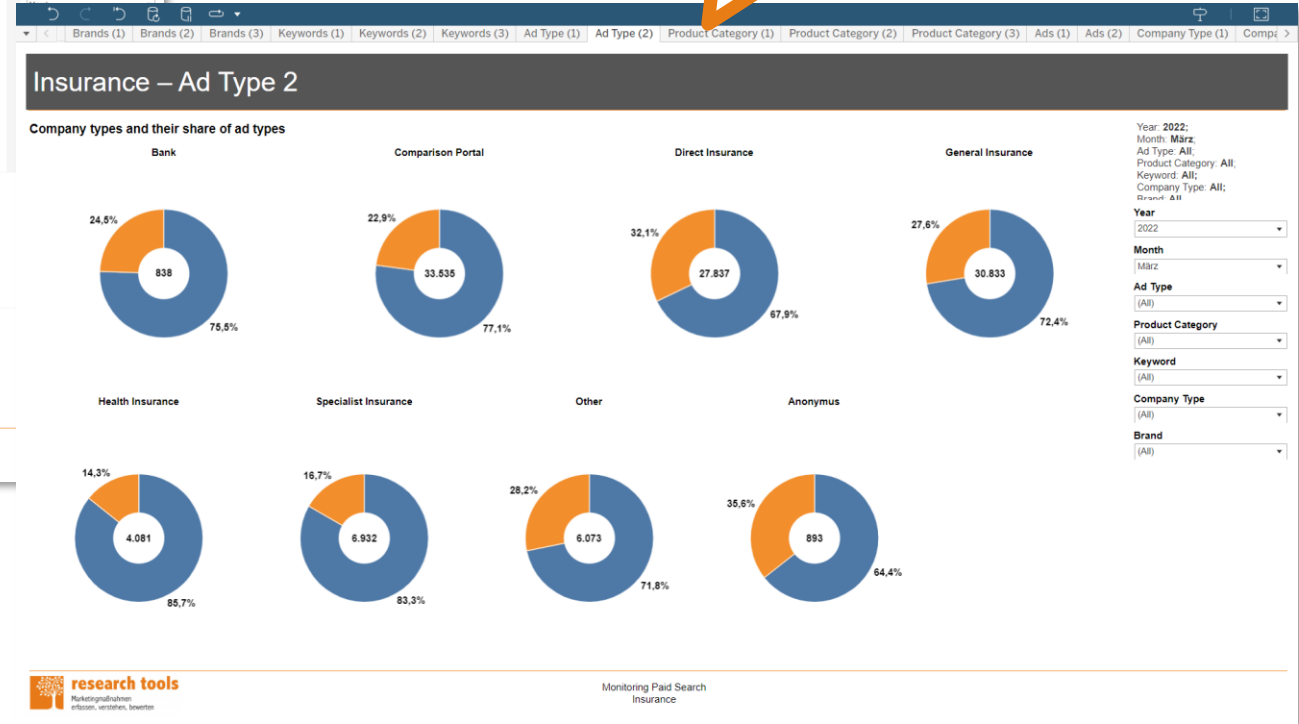 Brands (1) Brands (2) Brands (3) Keywords (1) Keywords (2) Keywords (3) Ad Type (1) Ad Type (2) Product Category (1) Product Category (2) Product Category (3) Ads (1) Ads (2) Company Type (1)
Insurance – Ad Type 2
Company types and their share of ad types
Bank
Comparison Portal
Direct Insurance
General Insurance
24,5%
838
75,5%
22,9%
33.535
77,1%
32,1%
27.837
67,9%
27,6%
30.833
72,4%
Health Insurance
Specialist Insurance
Other
Anonymus
14,3%
4.081
85,7%
16,7%
6.932
83,3%
28,2%
6.073
71,8%
35,6%
893
64,4%
Year: 2022;
Month: März;
Ad Type: All;
Product Category: All;
Keyword: All;
Company Type: All;
Brand: All
Year
2022
Month
März
Ad Type
(All)
Product Category
(All)
Keyword
(All)
Company Type
(All)
Brand
(All)
research tools
Marketingmaßnahmen
erfassen, verstehen, bewerten
Monitoring Paid Search
Insurance